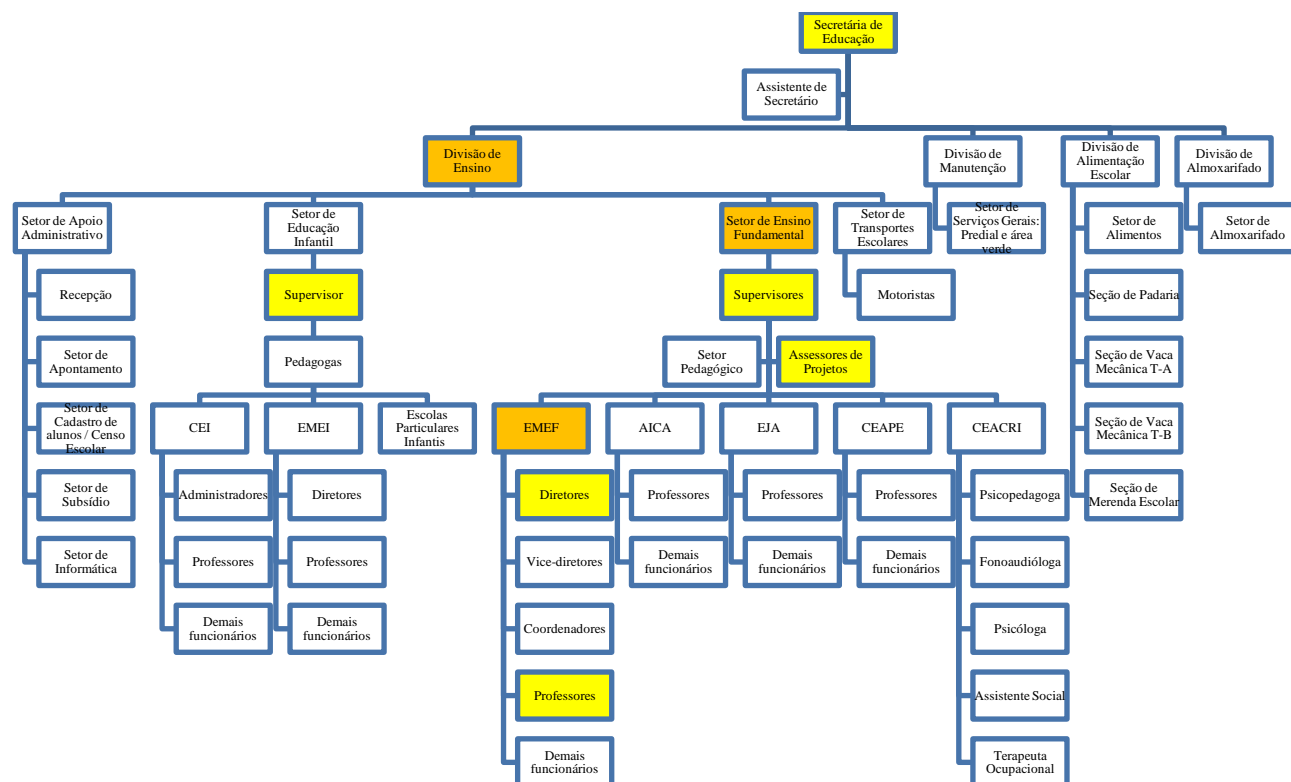 Secretária de
Educação
Assistente de
Secretário
Divisão de
Ensino
Divisão de
Manutenção
Divisão de
Alimentação
Escolar
Divisão de
Almoxarifado
Setor de Apoio
Administrativo
Setor de
Educação
Infantil
Setor de Ensino
Fundamental
Setor de
Transportes
Escolares
Setor de
Serviços Gerais:
Predial e área
verde
Setor de
Alimentos
Setor de
Almoxarifado
Recepção
Supervisor
Supervisores
Motoristas
Seção de Padaria
Setor de
Apontamento
Pedagogas
Setor
Pedagógico
Assessores de
Projetos
Seção de Vaca
Mecânica T-A
Setor de
Cadastro de
alunos / Censo
Escolar
CEI
EMEI
Escolas
Particulares
Infantis
EMEF
AICA
EJA
CEAPE
CEACRI
Seção de Vaca
Mecânica T-B
Setor de
Subsídio
Administradores
Diretores
Diretores
Professores
Professores
Professores
Psicopedagoga
Seção de
Merenda Escolar
Setor de
Informática
Professores
Professores
Vice-diretores
Demais
funcionários
Demais
funcionários
Demais
funcionários
Fonoaudióloga
Demais
funcionários
Demais
funcionários
Coordenadores
Psicóloga
Professores
Assistente Social
Demais
funcionários
Terapeuta
Ocupacional